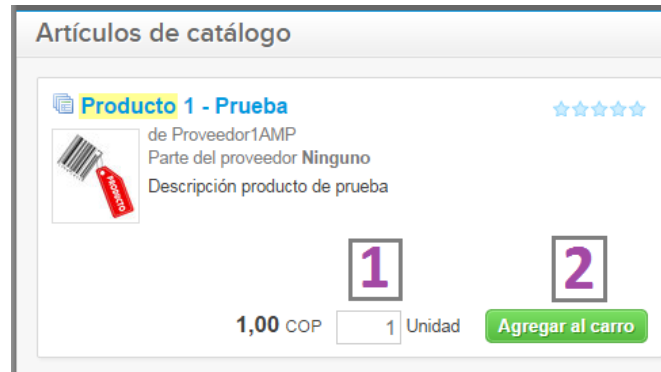 Artículos de catálogo
Producto 1 - Prueba
de Proveedor1AMP
Parte del proveedor Ninguno
PRODUCTO
Descripción producto de prueba
1
2
1,00 COP 1 Unidad Agregar al carro